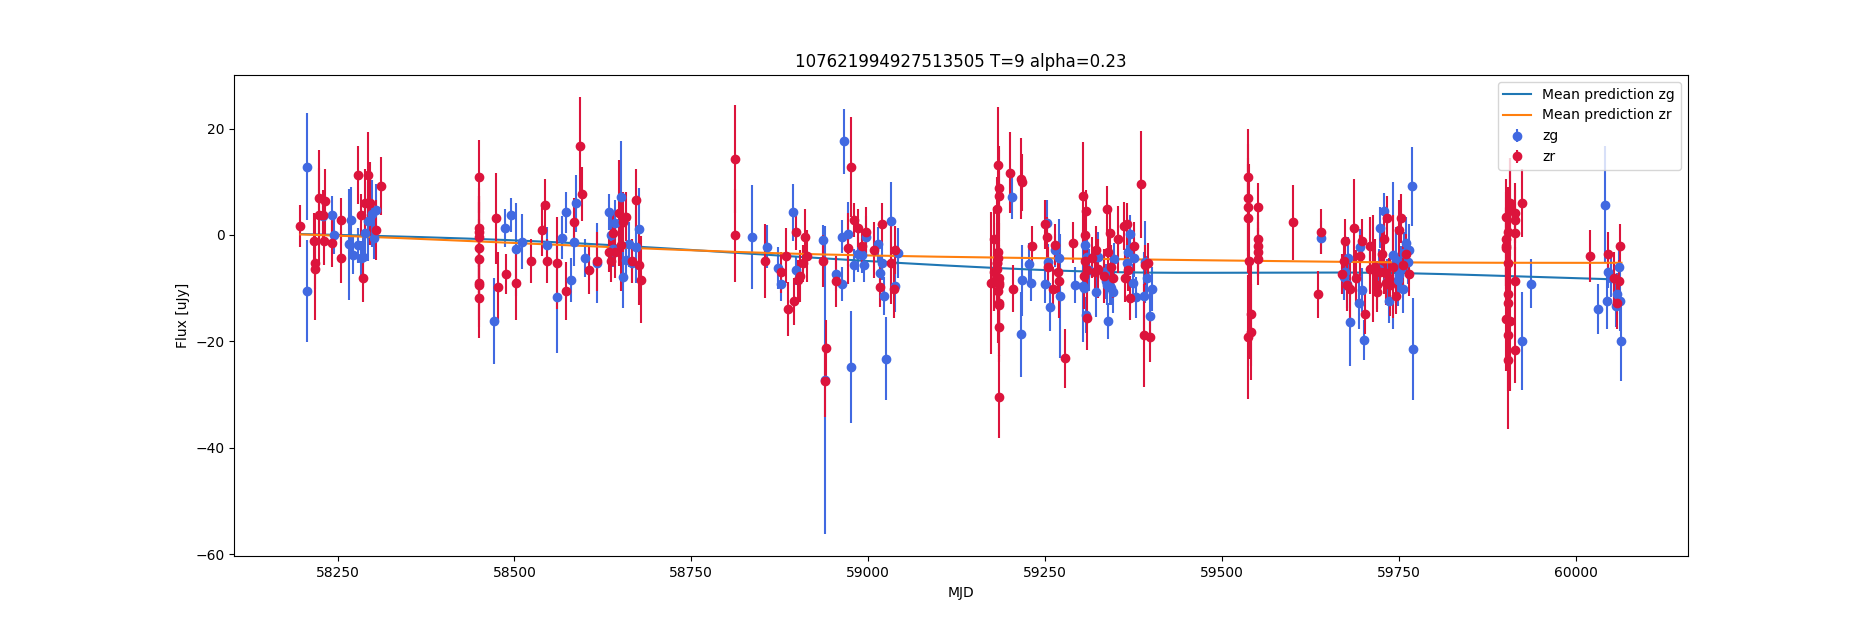 107621994927513505 T=9 alpha=0.23
Mean prediction zg
Mean prediction zr
zg
zr
20
0
−20
−40
−60
Flux [uJy]
58250 58500 58750 59000 59250 59500 59750 60000
MJD